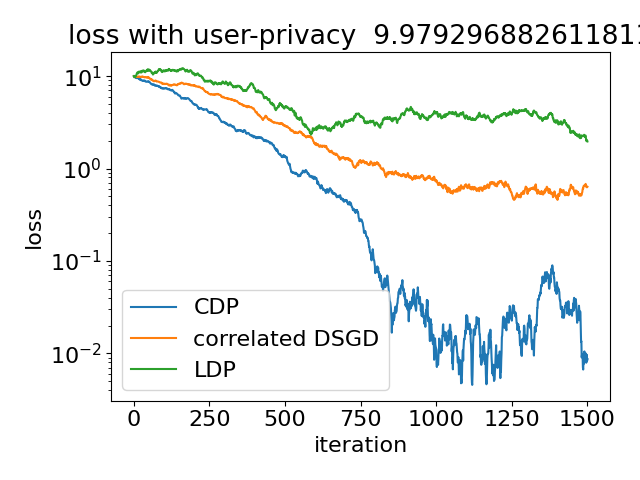 loss with user-privacy 9.979296882611811
10¹
10⁰
10⁻¹
10⁻²
loss
CDP
correlated DSGD
LDP
0 250 500 750 1000 1250 1500
iteration